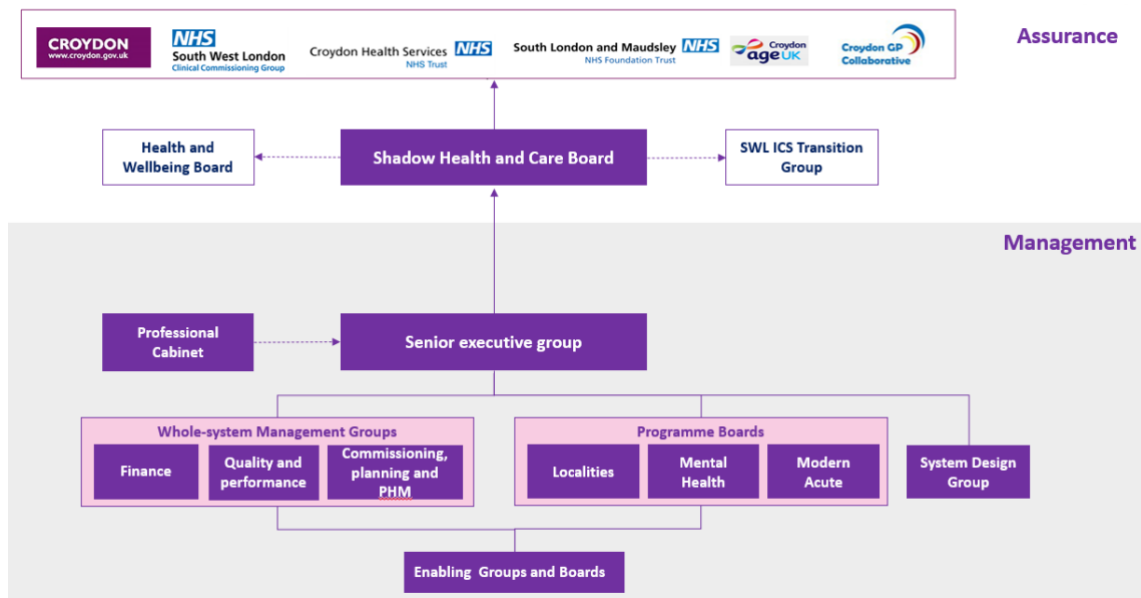 Assurance
CROYDON
www.croydon.gov.uk
NHS
South West London
Clinical Commissioning Group
Croydon Health Services NHS
NHS Trust
South London and Maudsley NHS
NHS Foundation Trust
Croydon
age UK
Croydon GP
Collaborative
Health and
Wellbeing Board
Shadow Health and Care Board
SWL ICS Transition
Group
Management
Professional
Cabinet
Senior executive group
Whole-system Management Groups
Finance
Quality and
performance
Commissioning,
planning and
PHM
Programme Boards
Localities
Mental
Health
Modern
Acute
System Design
Group
Enabling Groups and Boards